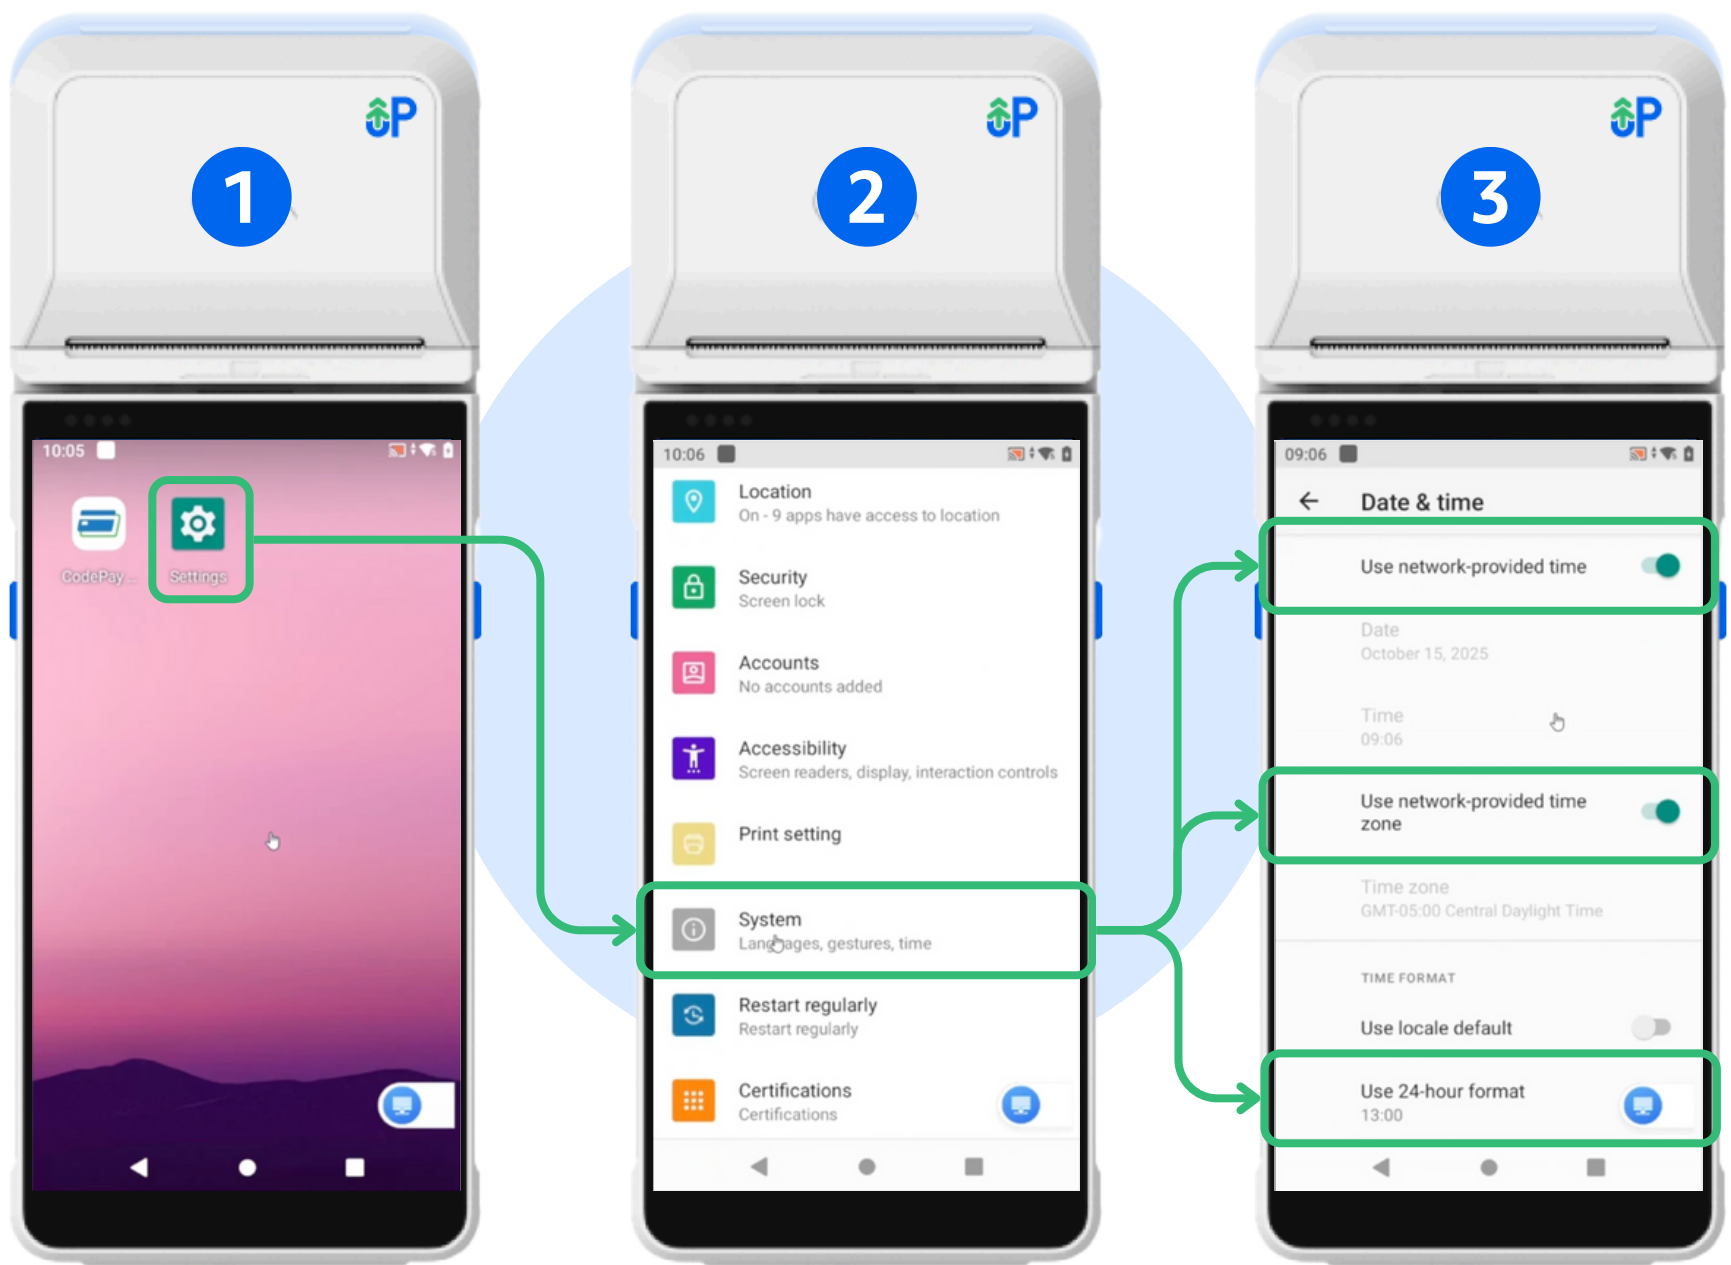 UP
1
10:05
CodePay...
Settings
UP
2
10:06
Location
On - 9 apps have access to location
Security
Screen lock
Accounts
No accounts added
Accessibility
Screen readers, display, interaction controls
Print setting
System
Languages, gestures, time
Restart regularly
Restart regularly
Certifications
Certifications
UP
3
09:06
Date & time
Use network-provided time
Date
October 15, 2025
Time
09:06
Use network-provided time
zone
Time zone
GMT-05:00 Central Daylight Time
TIME FORMAT
Use locale default
Use 24-hour format
13:00